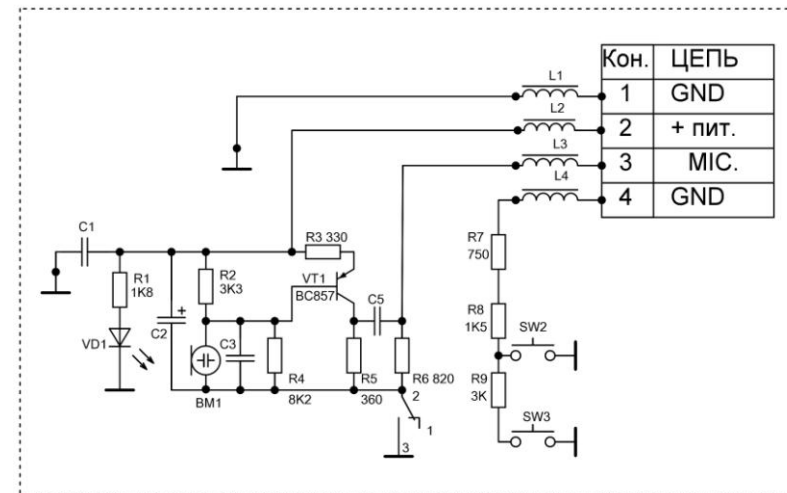 Кон. ЦЕПЬ
1 GND
2 + пит.
3 MIC.
4 GND
L1
L2
L3
L4
C1
R1
1K8
VD1
C2
+
R2
3K3
BM1
C3
R3 330
VT1
BC857
C5
R4
8K2
R5
360
R6 820
2
1
3
R7
750
R8
1K5
SW2
R9
3K
SW3